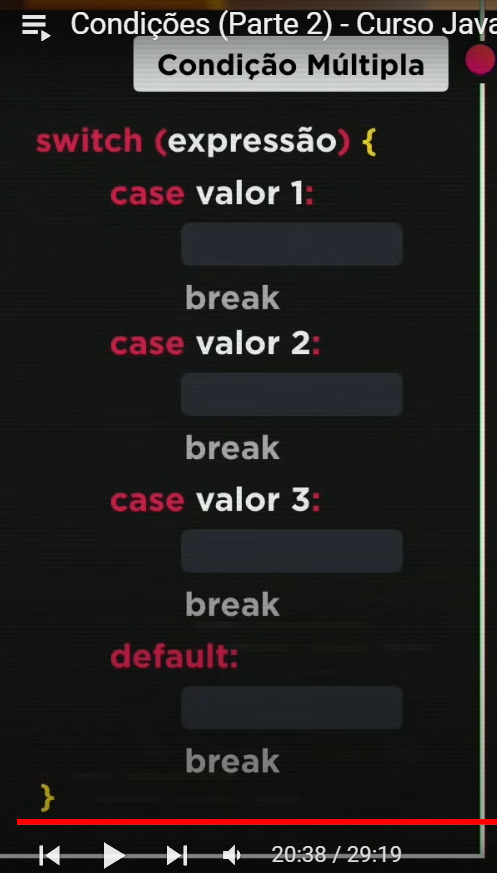 Condições (Parte 2) - Curso Java
Condição Múltipla
switch (expressão) {
case valor 1:
break
case valor 2:
break
case valor 3:
break
default:
break
}
20:38 / 29:19